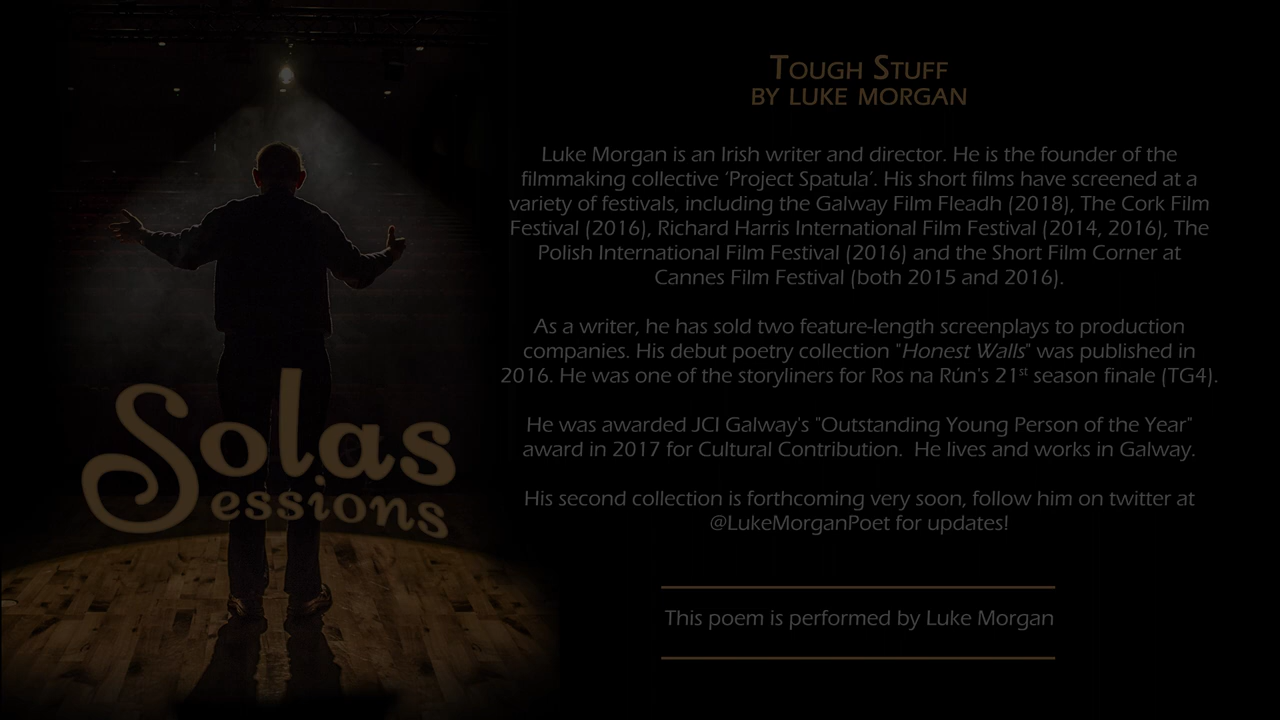 Tough Stuff
by Luke Morgan
Luke Morgan is an Irish writer and director. He is the founder of the
filmmaking collective ‘Project Spatula’. His short films have screened at a
variety of festivals, including the Galway Film Fleadh (2018), The Cork Film
Festival (2016), Richard Harris International Film Festival (2014, 2016), The
Polish International Film Festival (2016) and the Short Film Corner at
Cannes Film Festival (both 2015 and 2016).
As a writer, he has sold two feature-length screenplays to production
companies. His debut poetry collection "Honest Walls" was published in
2016. He was one of the storyliners for Ros na Rún's 21st season finale (TG4).
He was awarded JCI Galway's "Outstanding Young Person of the Year"
award in 2017 for Cultural Contribution.  He lives and works in Galway.
His second collection is forthcoming very soon, follow him on twitter at
@LukeMorganPoet for updates!
This poem is performed by Luke Morgan
Solas
Sessions